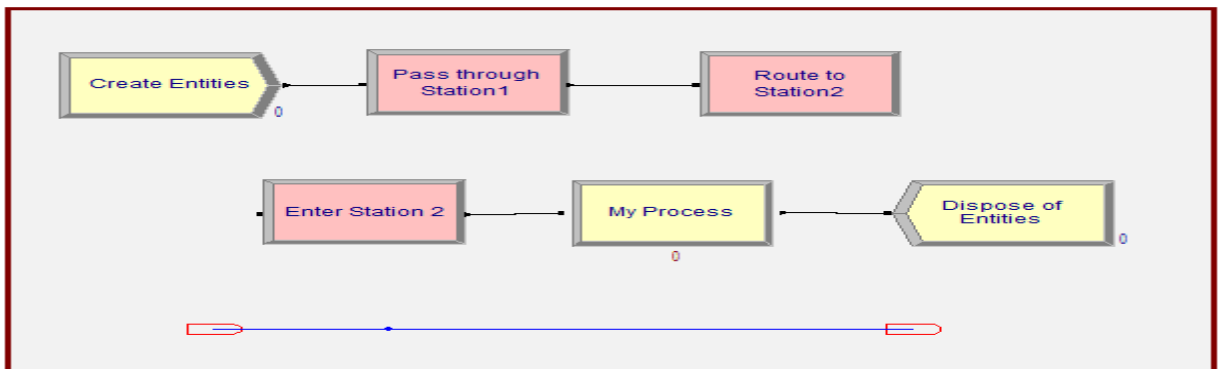 Create Entities
0
Pass through
Station1
Route to
Station2
Enter Station 2
My Process
0
Dispose of
Entities
0